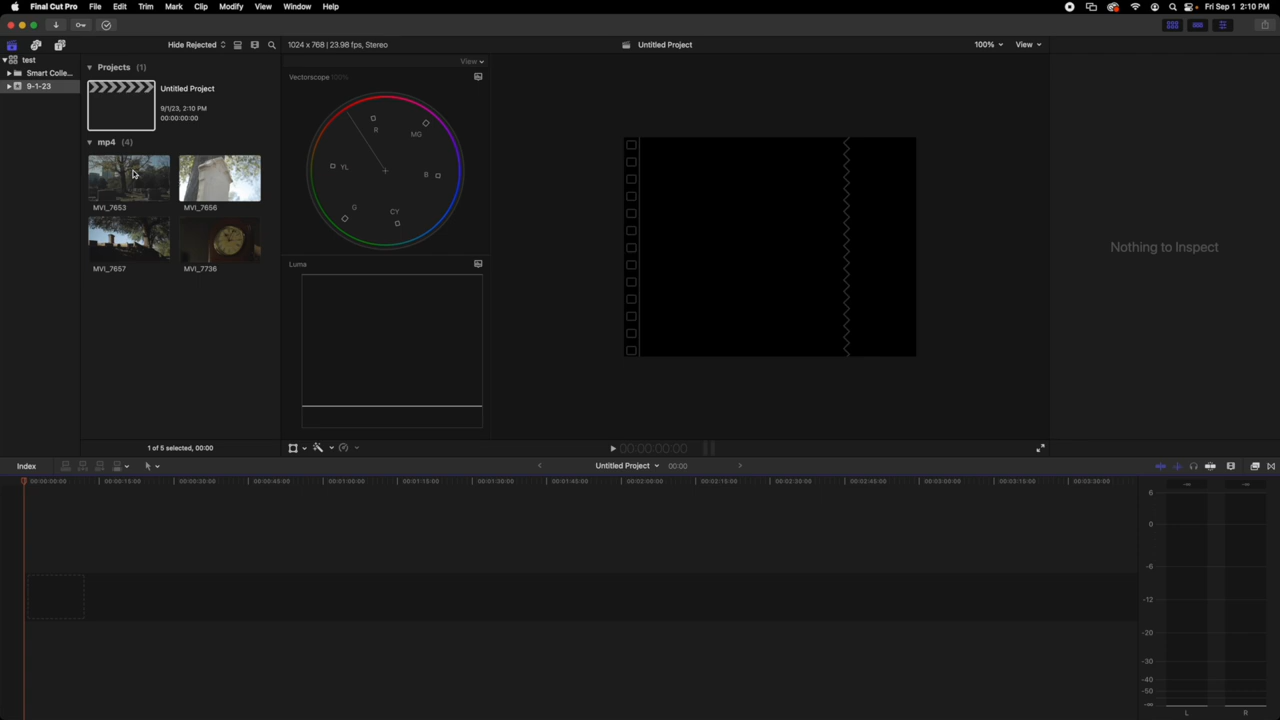 Final Cut Pro File Edit Trim Mark Clip Modify View Window Help Fri Sep 1 2:10 PM
Hide Rejected 1024 x 768 | 23.98 fps, Stereo Untitled Project 100% View
test
Smart Colle...
9-1-23
Projects (1)
Untitled Project
9/1/23, 2:10 PM
00:00:00:00
mp4 (4)
MVI_7653 MVI_7656
MVI_7657 MVI_7736
1 of 5 selected, 00:00
View
Vectorscope 100%
R MG
YL B
G CY
Luma
Nothing to Inspect
00:00:00:00
Index Untitled Project 00:00
00:00:00:00 00:00:15:00 00:00:30:00 00:00:45:00 00:01:00:00 00:01:15:00 00:01:30:00 00:01:45:00 00:02:00:00 00:02:15:00 00:02:30:00 00:02:45:00 00:03:00:00 00:03:15:00 00:03:30:00
-∞ -∞
6
0
-6
-12
-20
-30
-40
-50
-∞
L R